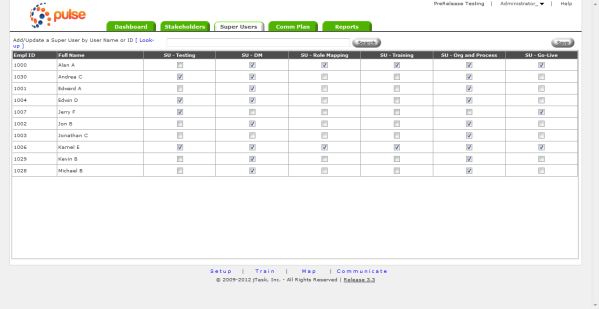 PreRelease Testing | Administrator_ | Help
pulse
Dashboard Stakeholders Super Users Comm Plan Reports
Add/Update a Super User by User Name or ID [ Look-up ] Search Save
Empl ID Full Name SU - Testing SU - DM SU - Role Mapping SU - Training SU - Org and Process SU - Go-Live
1000 Alan A
1030 Andrea C
1001 Edward A
1004 Edwin O
1007 Jerry F
1002 Jon B
1003 Jonathan C
1006 Kamel E
1029 Kevin B
1028 Michael B
Setup | Train | Map | Communicate
© 2009-2012 JTask, Inc. - All Rights Reserved | Release 3.3